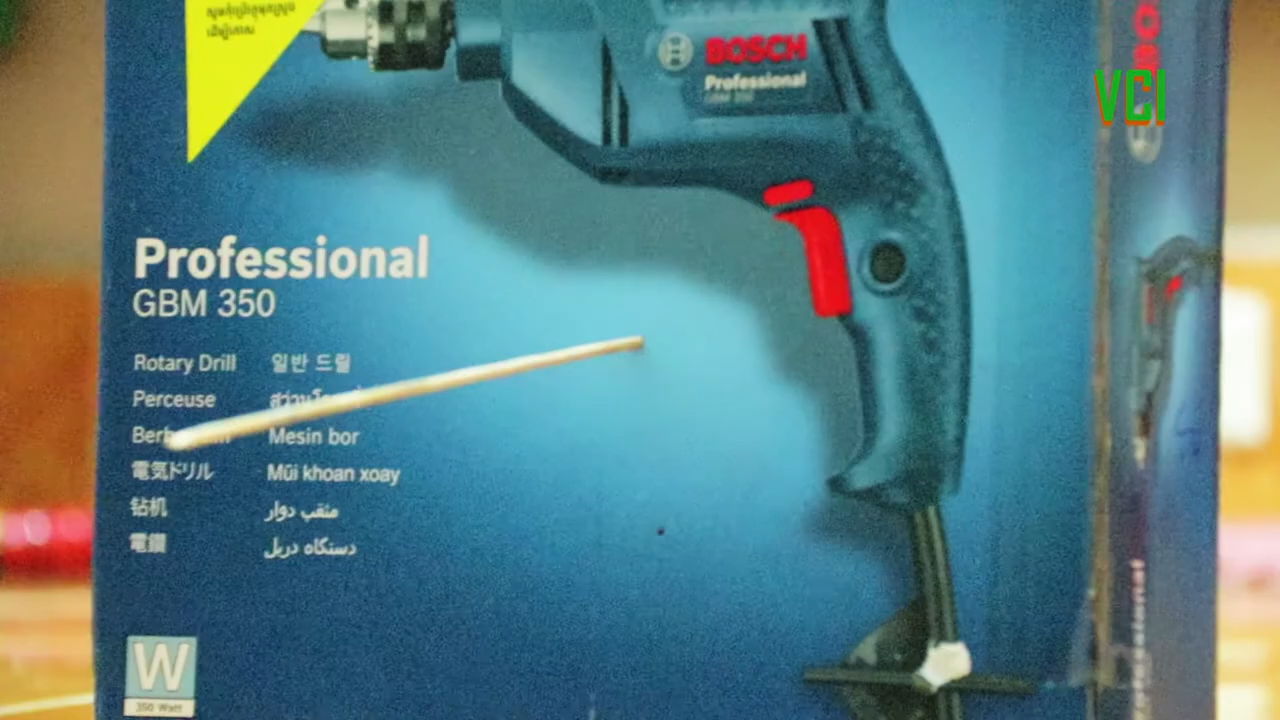 BOSCH
Professional
VCI
Professional
GBM 350
Rotary Drill 일반 드릴
Perceuse
Mesin bor
電気ドリル Mũi khoan xoay
钻机 مثقب دوار
電鑽 دستگاه دریل
W
350 Watt